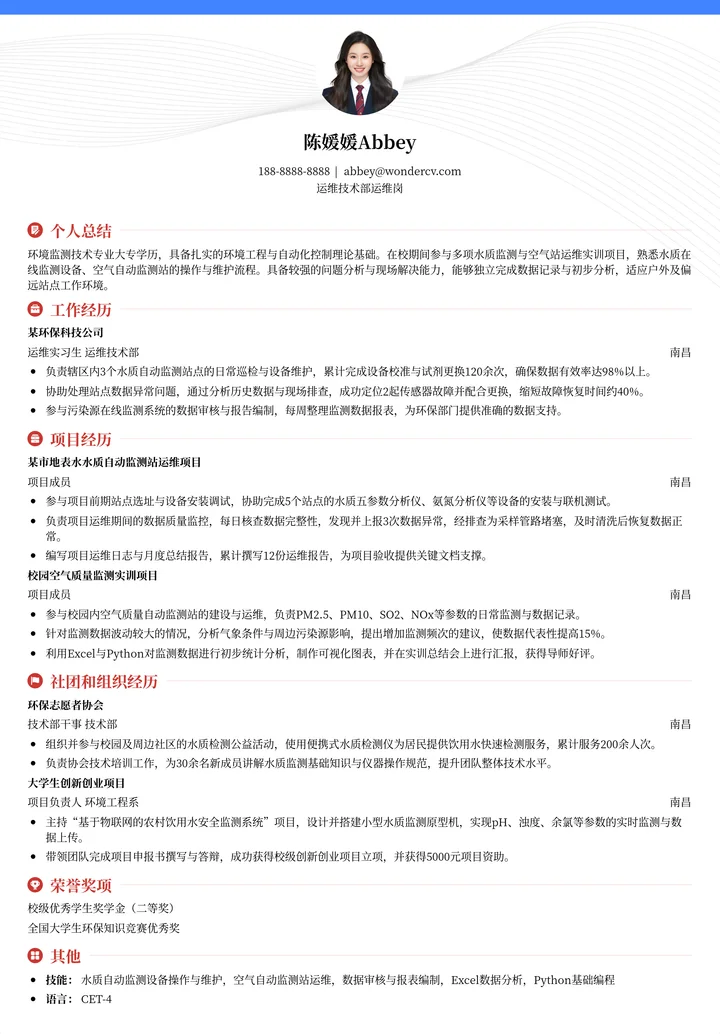 陈媛媛Abbey
188-8888-8888 | abbey@wondercv.com
运维技术部运维岗
个人总结
环境监测技术专业大专学历，具备扎实的环境工程与自动化控制理论基础。在校期间参与多项水质监测与空气站运维实训项目，熟悉水质在
线监测设备、空气自动监测站的操作与维护流程。具备较强的问题分析与现场解决能力，能够独立完成数据记录与初步分析，适应户外及偏
远站点工作环境。
工作经历
某环保科技公司
运维实习生 运维技术部 南昌
负责辖区内3个水质自动监测站点的日常巡检与设备维护，累计完成设备校准与试剂更换120余次，确保数据有效率达98%以上。
协助处理站点数据异常问题，通过分析历史数据与现场排查，成功定位2起传感器故障并配合更换，缩短故障恢复时间约40%。
参与污染源在线监测系统的数据审核与报告编制，每周整理监测数据报表，为环保部门提供准确的数据支持。
项目经历
某市地表水水质自动监测站运维项目
项目成员 南昌
参与项目前期站点选址与设备安装调试，协助完成5个站点的水质五参数分析仪、氨氮分析仪等设备的安装与联机测试。
负责项目运维期间的数据质量监控，每日核查数据完整性，发现并上报3次数据异常，经排查为采样管路堵塞，及时清洗后恢复数据正
常。
编写项目运维日志与月度总结报告，累计撰写12份运维报告，为项目验收提供关键文档支撑。
校园空气质量监测实训项目
项目成员 南昌
参与校园内空气质量自动监测站的建设与运维，负责PM2.5、PM10、SO2、NOx等参数的日常监测与数据记录。
针对监测数据波动较大的情况，分析气象条件与周边污染源影响，提出增加监测频次的建议，使数据代表性提高15%。
利用Excel与Python对监测数据进行初步统计分析，制作可视化图表，并在实训总结会上进行汇报，获得导师好评。
社团和组织经历
环保志愿者协会
技术部干事 技术部 南昌
组织并参与校园及周边社区的水质检测公益活动，使用便携式水质检测仪为居民提供饮用水快速检测服务，累计服务200余人次。
负责协会技术培训工作，为30余名新成员讲解水质监测基础知识与仪器操作规范，提升团队整体技术水平。
大学生创新创业项目
项目负责人 环境工程系 南昌
主持“基于物联网的农村饮用水安全监测系统”项目，设计并搭建小型水质监测原型机，实现pH、浊度、余氯等参数的实时监测与数
据上传。
带领团队完成项目申报书撰写与答辩，成功获得校级创新创业项目立项，并获得5000元项目资助。
荣誉奖项
校级优秀学生奖学金（二等奖）
全国大学生环保知识竞赛优秀奖
其他
技能： 水质自动监测设备操作与维护，空气自动监测站运维，数据审核与报表编制，Excel数据分析，Python基础编程
语言： CET-4